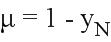 μ = 1 - y_N